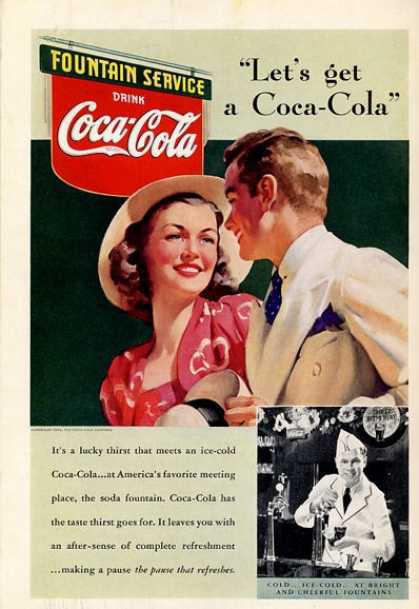 FOUNTAIN SERVICE
DRINK
Coca-Cola
“Let's get
a Coca-Cola”
It's a lucky thirst that meets an ice-cold
Coca-Cola...at America's favorite meeting
place, the soda fountain. Coca-Cola has
the taste thirst goes for. It leaves you with
an after-sense of complete refreshment
...making a pause the pause that refreshes.
COLD... ICE-COLD... AT BRIGHT
AND CHEERFUL FOUNTAINS